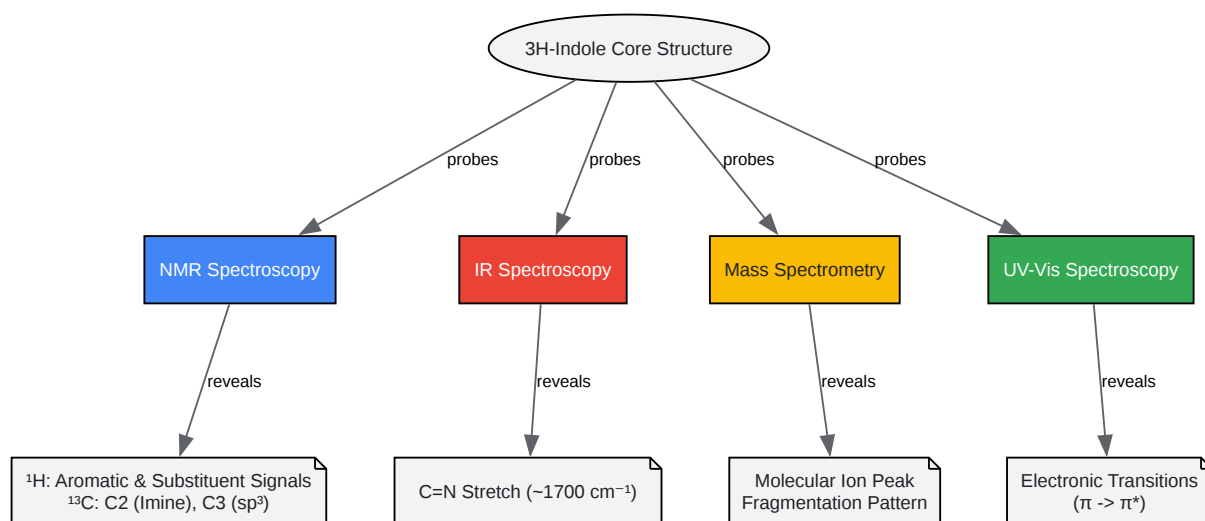 3H-Indole Core Structure
probes
probes
probes
probes
NMR Spectroscopy
IR Spectroscopy
Mass Spectrometry
UV-Vis Spectroscopy
reveals
reveals
reveals
reveals
¹H: Aromatic & Substituent Signals
¹³C: C2 (Imine), C3 (sp³)
C=N Stretch (~1700 cm⁻¹)
Molecular Ion Peak
Fragmentation Pattern
Electronic Transitions
(π -> π*)